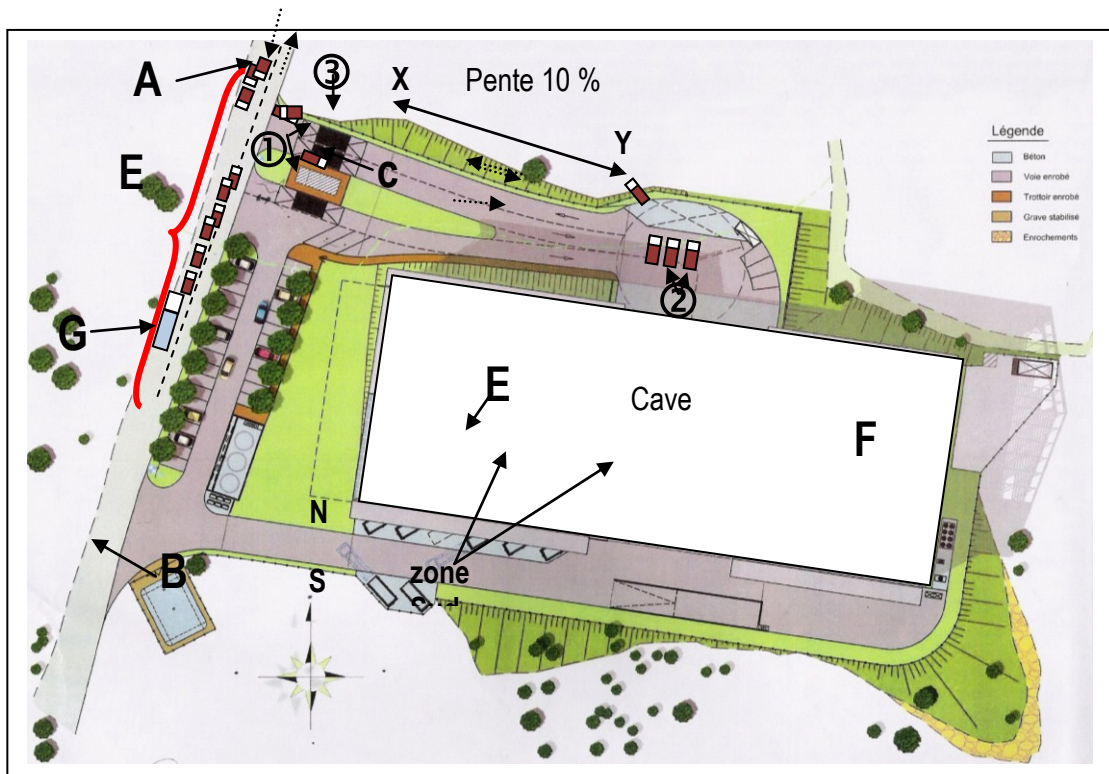 A
③
X
Pente 10 %
Y
Légende
Béton
Voie enrobé
Trottoir enrobé
Grave stabilisé
Enrochements
①
C
E
②
G
E
Cave
F
N
B
S
zone